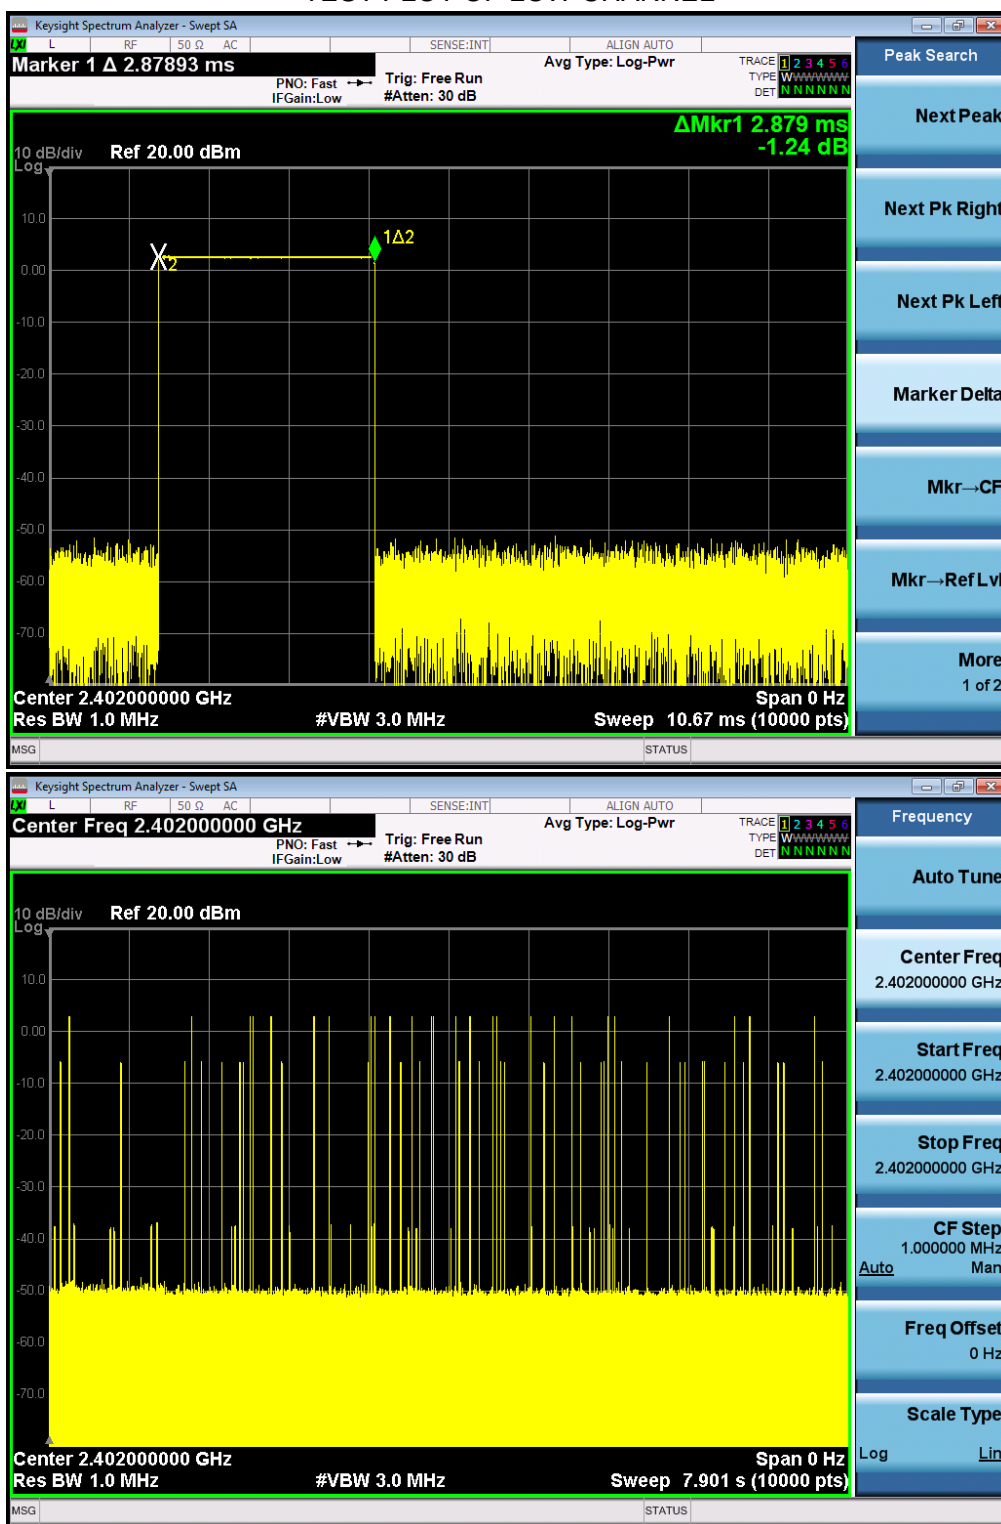 Keysight Spectrum Analyzer - Swept SA
LXI L RF 50 Ω AC SENSE:INT ALIGN AUTO
Marker 1 Δ 2.87893 ms
PNO: Fast
IFGain:Low
Trig: Free Run
#Atten: 30 dB
Avg Type: Log-Pwr
TRACE 1 2 3 4 5 6
TYPE WWWWWW
DET N N N N N N
ΔMkr1 2.879 ms
-1.24 dB
10 dB/div Ref 20.00 dBm
Log
10.0
0.00
-10.0
-20.0
-30.0
-40.0
-50.0
-60.0
-70.0
2
1Δ2
Center 2.402000000 GHz Span 0 Hz
Res BW 1.0 MHz #VBW 3.0 MHz Sweep 10.67 ms (10000 pts)
MSG STATUS
Peak Search
Next Peak
Next Pk Right
Next Pk Left
Marker Delta
Mkr→CF
Mkr→Ref Lvl
More
1 of 2
Keysight Spectrum Analyzer - Swept SA
LXI L RF 50 Ω AC SENSE:INT ALIGN AUTO
Center Freq 2.402000000 GHz
PNO: Fast
IFGain:Low
Trig: Free Run
#Atten: 30 dB
Avg Type: Log-Pwr
TRACE 1 2 3 4 5 6
TYPE WWWWWW
DET N N N N N N
10 dB/div Ref 20.00 dBm
Log
10.0
0.00
-10.0
-20.0
-30.0
-40.0
-50.0
-60.0
-70.0
Center 2.402000000 GHz Span 0 Hz
Res BW 1.0 MHz #VBW 3.0 MHz Sweep 7.901 s (10000 pts)
MSG STATUS
Frequency
Auto Tune
Center Freq
2.402000000 GHz
Start Freq
2.402000000 GHz
Stop Freq
2.402000000 GHz
CF Step
1.000000 MHz
Auto Man
Freq Offset
0 Hz
Scale Type
Log Lin